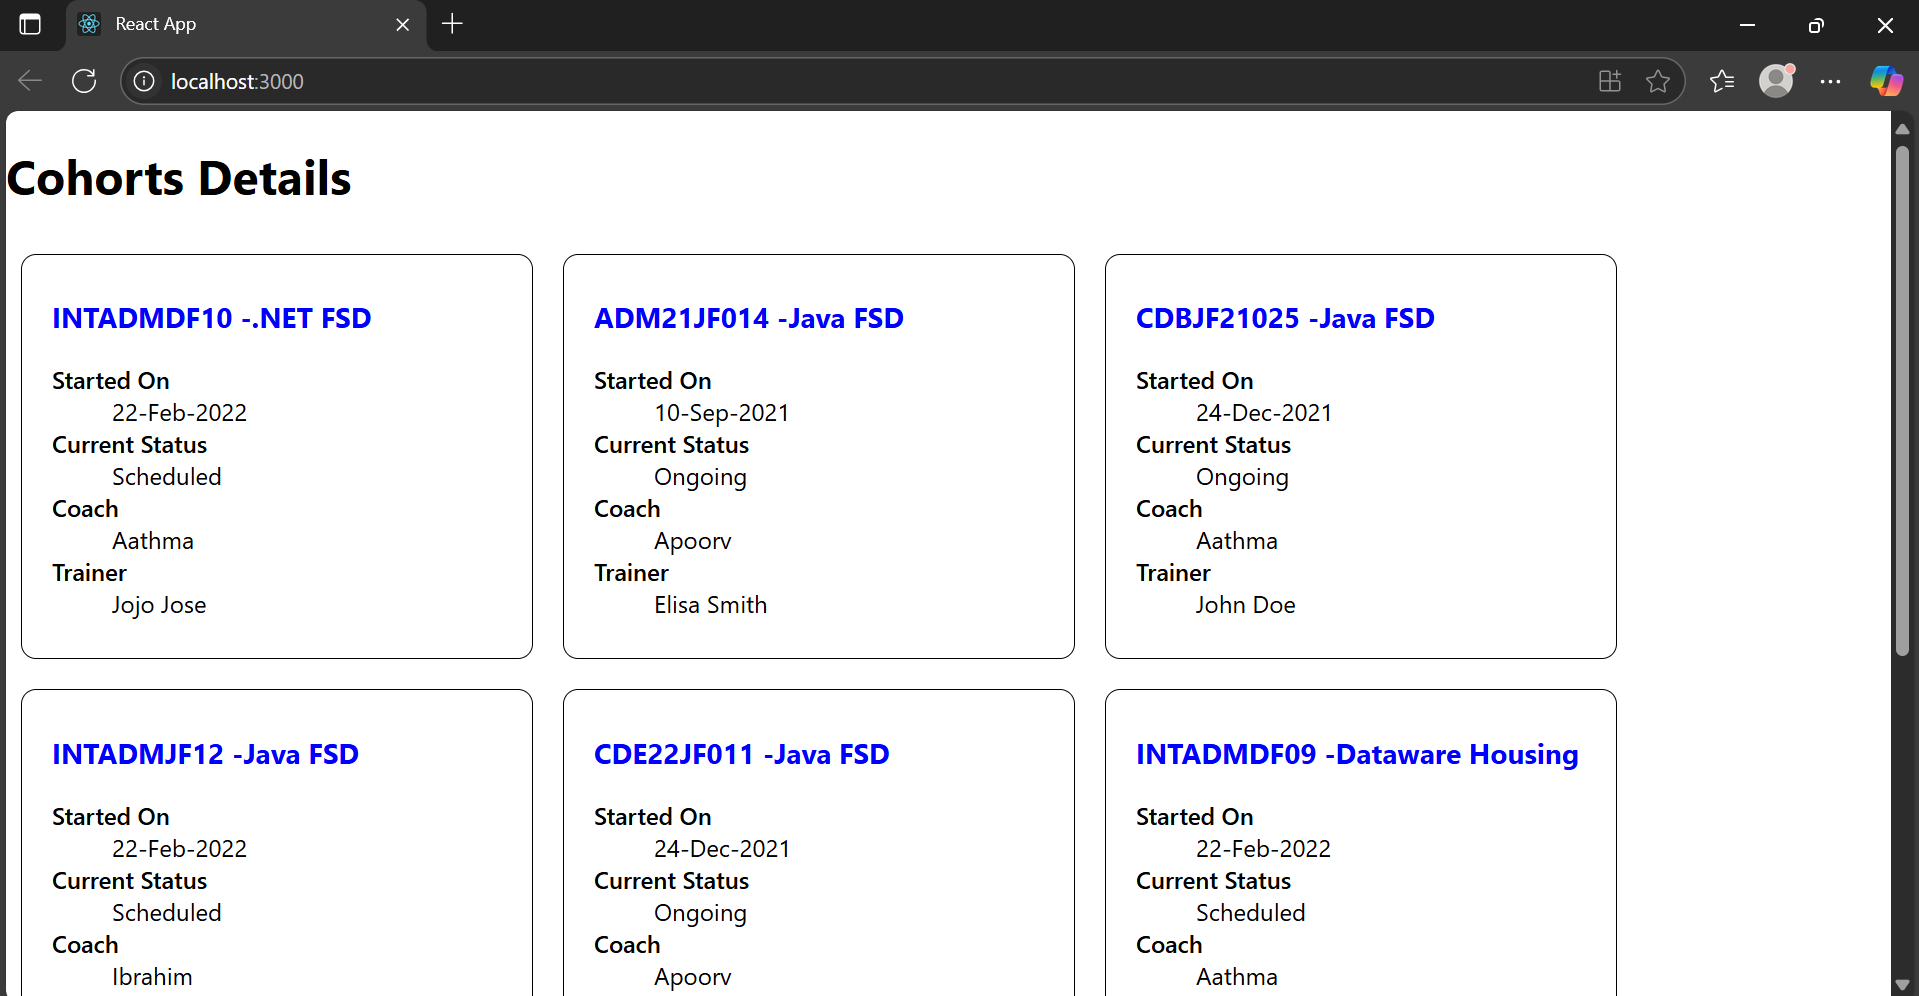 React App
localhost:3000
Cohorts Details
INTADMDF10 -.NET FSD
Started On
22-Feb-2022
Current Status
Scheduled
Coach
Aathma
Trainer
Jojo Jose
ADM21JF014 -Java FSD
Started On
10-Sep-2021
Current Status
Ongoing
Coach
Apoorv
Trainer
Elisa Smith
CDBJF21025 -Java FSD
Started On
24-Dec-2021
Current Status
Ongoing
Coach
Aathma
Trainer
John Doe
INTADMJF12 -Java FSD
Started On
22-Feb-2022
Current Status
Scheduled
Coach
Ibrahim
CDE22JF011 -Java FSD
Started On
24-Dec-2021
Current Status
Ongoing
Coach
Apoorv
INTADMDF09 -Dataware Housing
Started On
22-Feb-2022
Current Status
Scheduled
Coach
Aathma